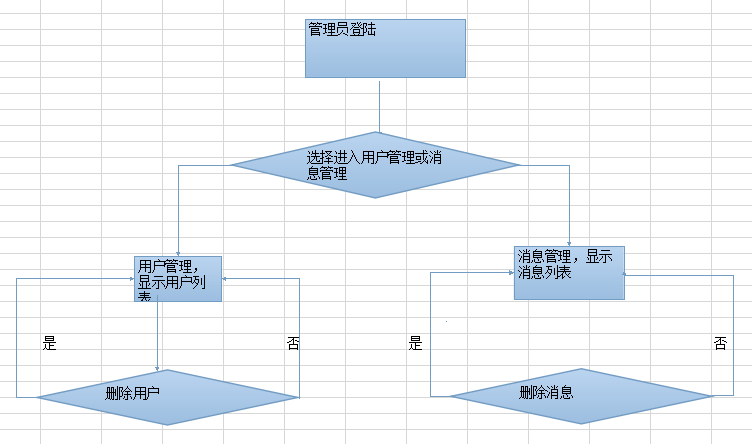 管理员登陆
选择进入用户管理或消
息管理
用户管理，
显示用户列
表
消息管理，显示
消息列表
是
否
是
否
删除用户
删除消息